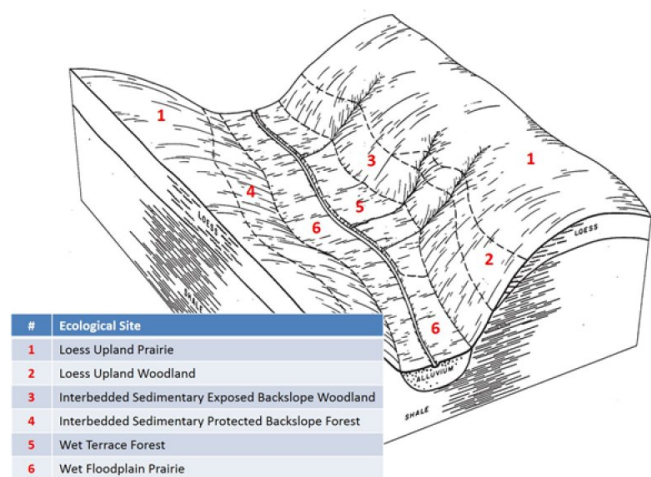 1
1
3
4
5
6
2
6
LOESS
LOESS
SHALE
ALLUVIUM
SHALE
# Ecological Site
1 Loess Upland Prairie
2 Loess Upland Woodland
3 Interbedded Sedimentary Exposed Backslope Woodland
4 Interbedded Sedimentary Protected Backslope Forest
5 Wet Terrace Forest
6 Wet Floodplain Prairie